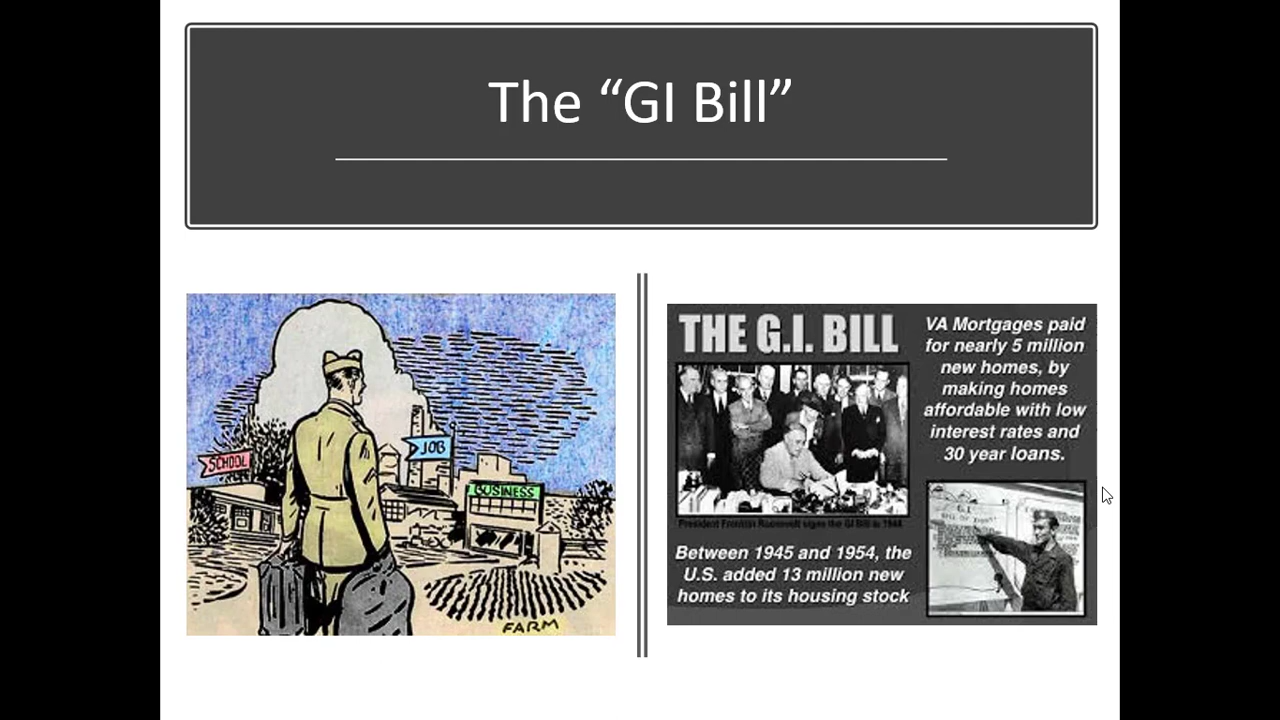 The “GI Bill”
SCHOOL
JOB
BUSINESS
FARM
THE G.I. BILL
President Franklin Roosevelt signs the GI Bill in 1944
Between 1945 and 1954, the
U.S. added 13 million new
homes to its housing stock
VA Mortgages paid
for nearly 5 million
new homes, by
making homes
affordable with low
interest rates and
30 year loans.
G.I.